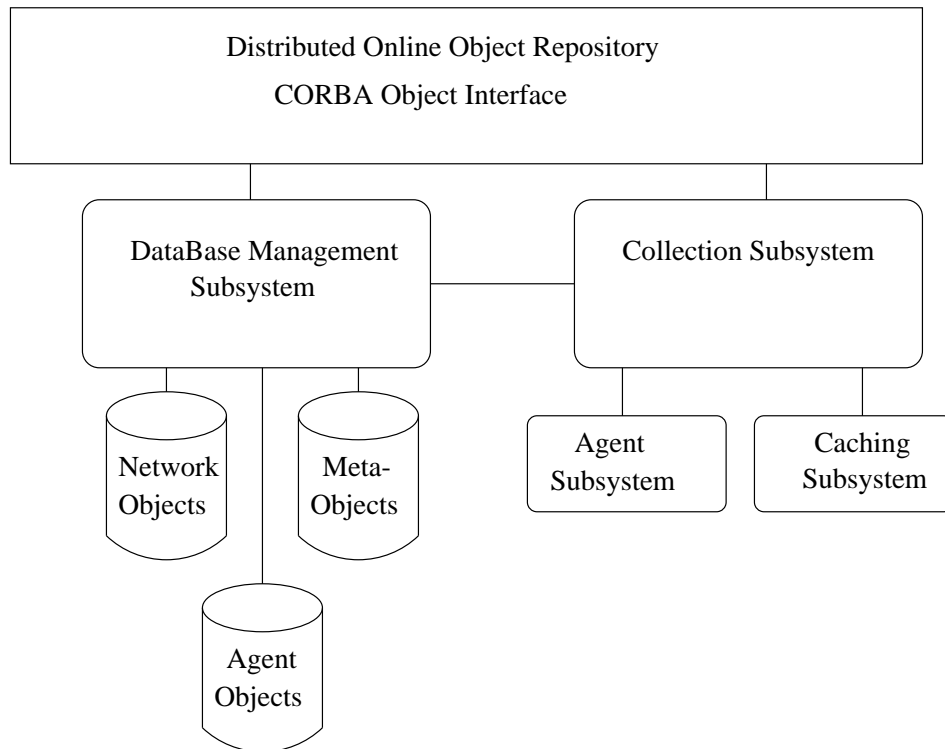 Distributed Online Object Repository
CORBA Object Interface
DataBase Management
Subsystem
Collection Subsystem
Network
Objects
Meta-
Objects
Agent
Subsystem
Caching
Subsystem
Agent
Objects